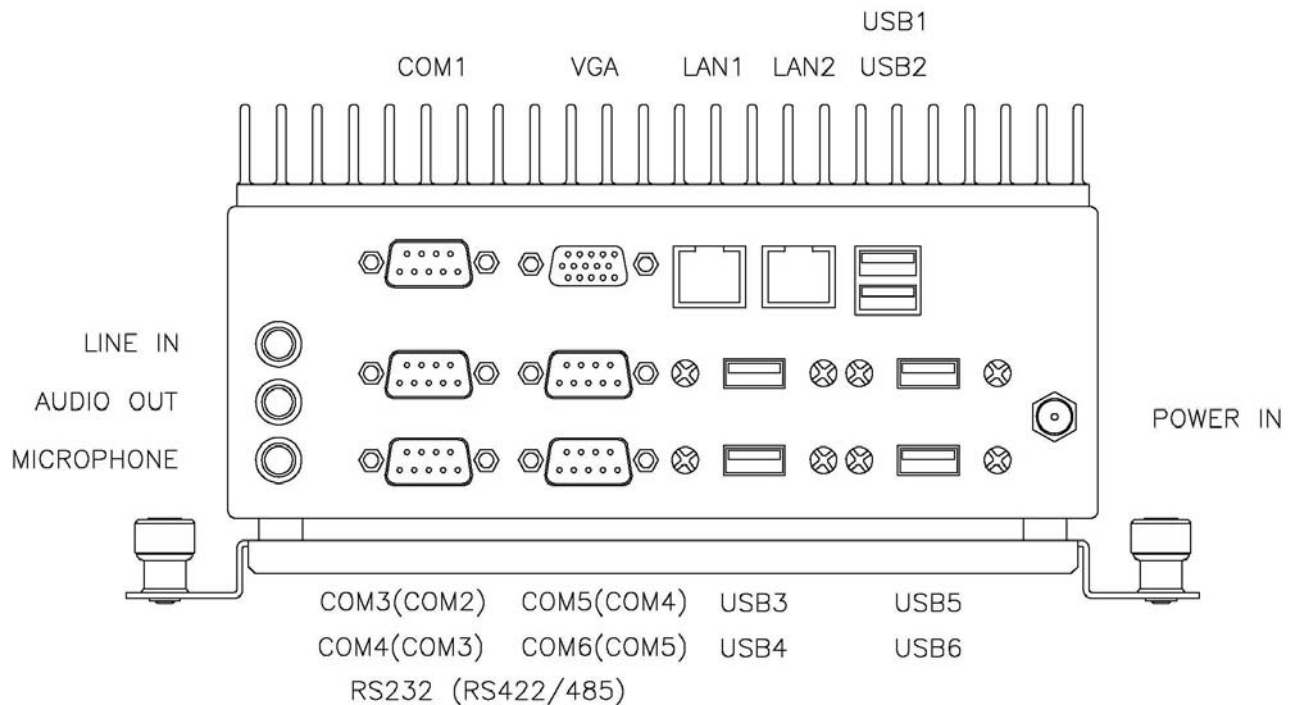 USB1
COM1 VGA LAN1 LAN2 USB2
LINE IN
AUDIO OUT
POWER IN
MICROPHONE
COM3(COM2) COM5(COM4) USB3 USB5
COM4(COM3) COM6(COM5) USB4 USB6
RS232 (RS422/485)